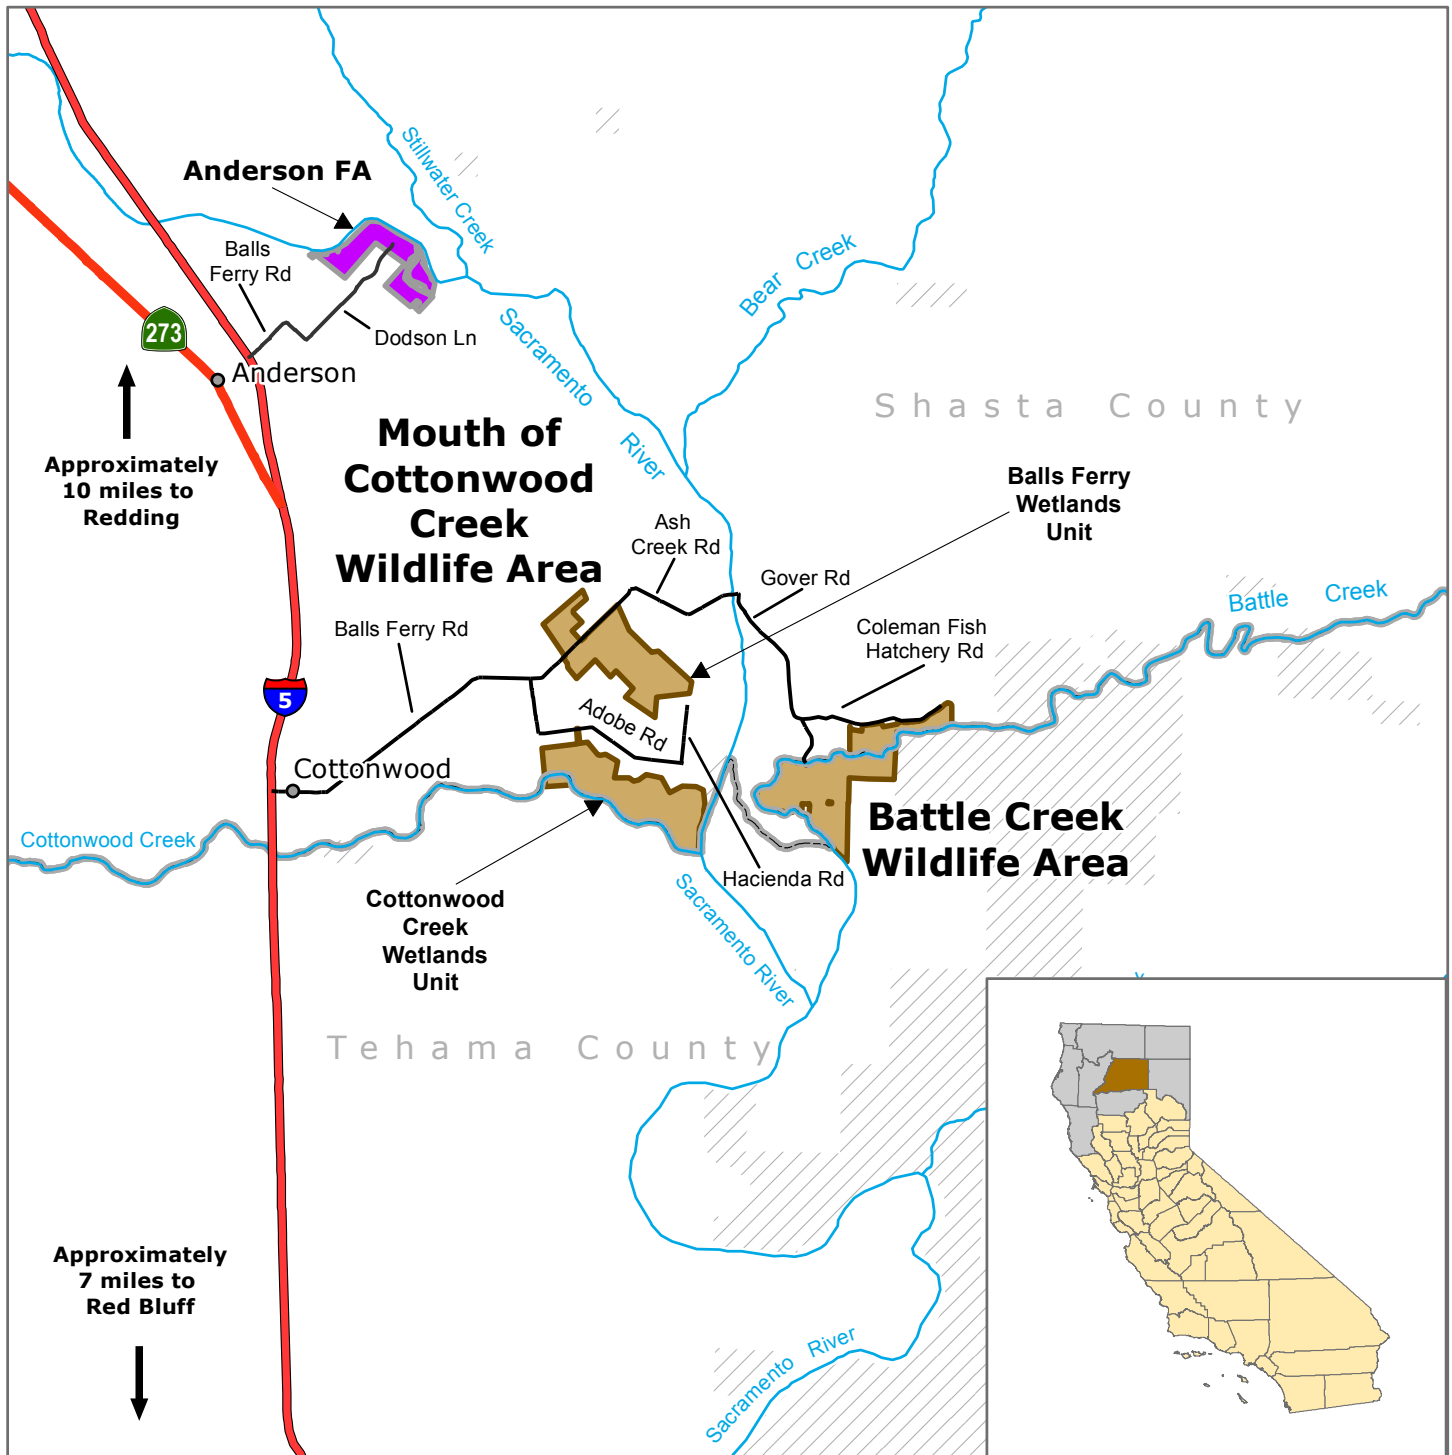 Stillwater Creek
Anderson FA
Balls
Ferry Rd
Bear Creek
273
Dodson Ln
Anderson
Sacramento
River
Shasta County
Approximately
10 miles to
Redding
Mouth of
Cottonwood
Creek
Wildlife Area
Balls Ferry
Wetlands
Unit
Ash
Creek Rd
Gover Rd
Battle Creek
Balls Ferry Rd
Coleman Fish
Hatchery Rd
5
Adobe Rd
Cottonwood
Cottonwood Creek
Battle Creek
Wildlife Area
Hacienda Rd
Cottonwood
Creek
Wetlands
Unit
Sacramento River
Tehama County
Approximately
7 miles to
Red Bluff
Sacramento River